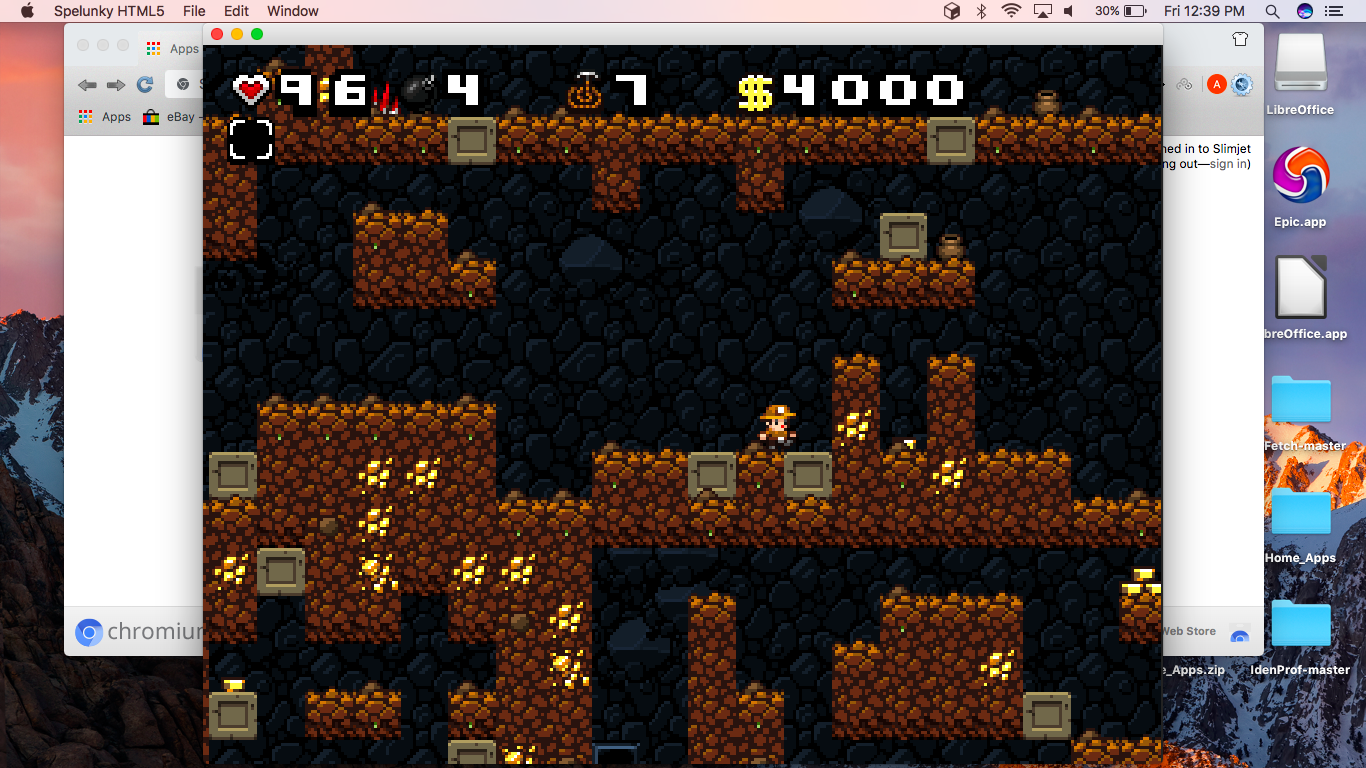 Spelunky HTML5 File Edit Window 30% Fri 12:39 PM
Apps
9:6 4 7 $4000
A
Apps eBay
ned in to Slimjet
ng out—sign in)
LibreOffice
Epic.app
breOffice.app
Fetch-master
Home_Apps
chromiu
Web Store
e_Apps.zip IdenProf-master